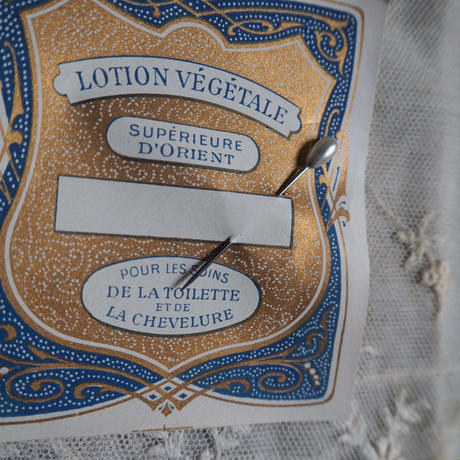 LOTION VÉGÉTALE
SUPÉRIEURE
D'ORIENT
POUR LES SOINS
DE LA TOILETTE
ET DE
LA CHEVELURE